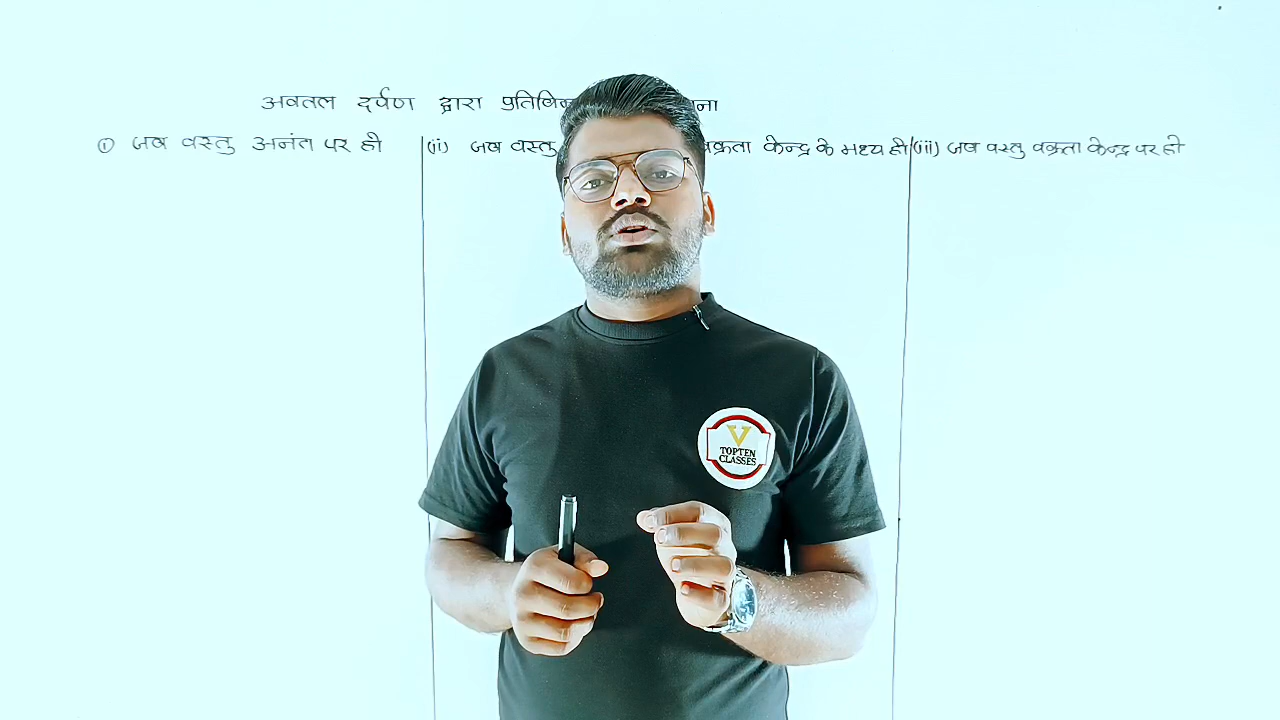 अवतल दर्पण द्वारा प्रतिबि ना
(i) जब वस्तु अनंत पर हो
(ii) जब वस्तु वक्रता केन्द्र के मध्य हो
(iii) जब वस्तु वक्रता केन्द्र पर हो
V
TOPTEN
CLASSES